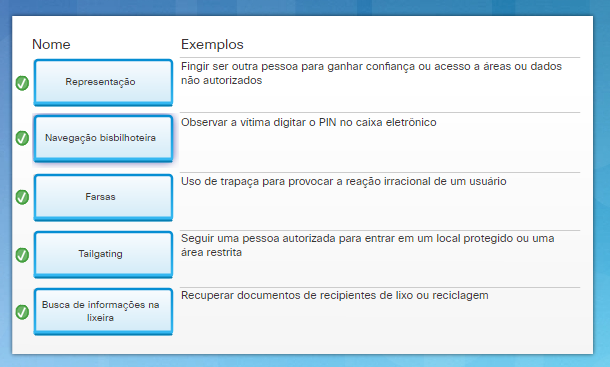 Nome Exemplos
Representação
Fingir ser outra pessoa para ganhar confiança ou acesso a áreas ou dados
não autorizados
Navegação bisbilhoteira
Observar a vítima digitar o PIN no caixa eletrônico
Farsas
Uso de trapaça para provocar a reação irracional de um usuário
Tailgating
Seguir uma pessoa autorizada para entrar em um local protegido ou uma
área restrita
Busca de informações na
lixeira
Recuperar documentos de recipientes de lixo ou reciclagem